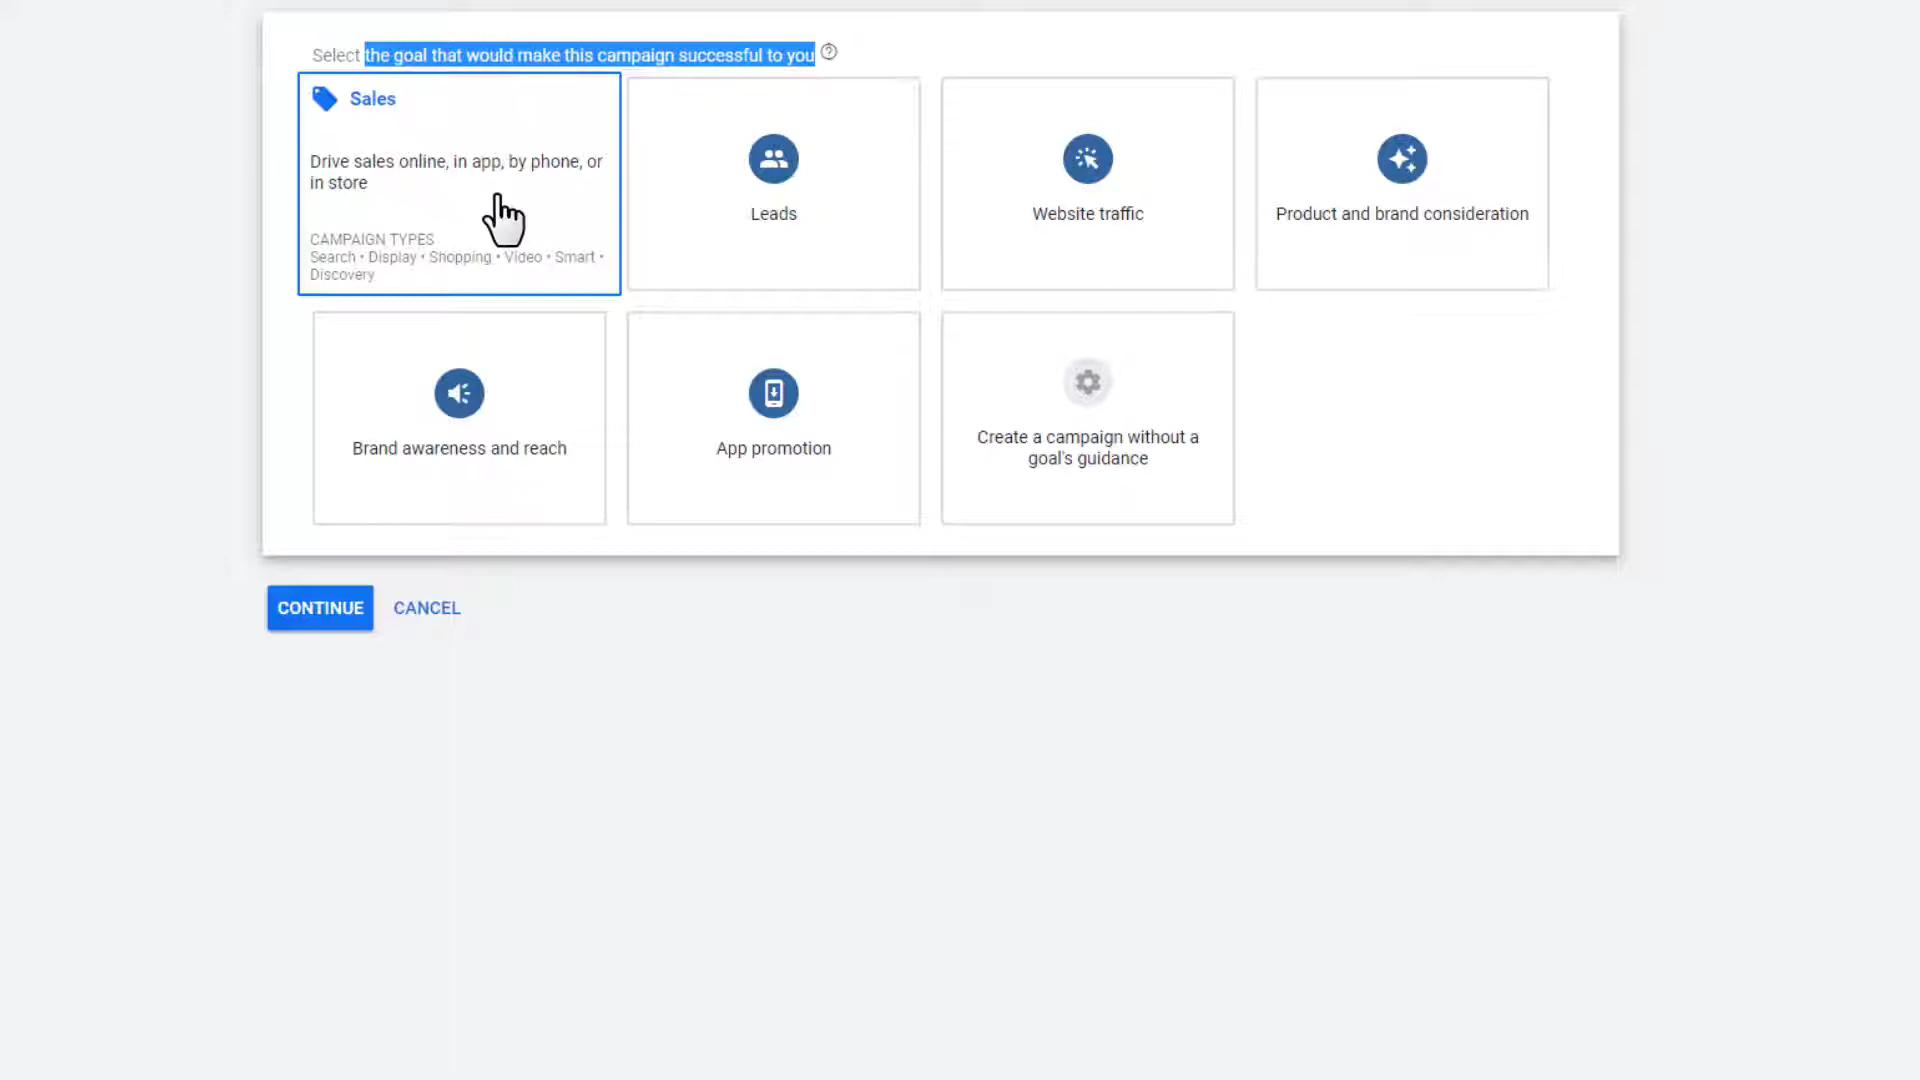 Select the goal that would make this campaign successful to you
Sales
Drive sales online, in app, by phone, or
in store
CAMPAIGN TYPES
Search • Display • Shopping • Video • Smart •
Discovery
Leads
Website traffic
Product and brand consideration
Brand awareness and reach
App promotion
Create a campaign without a
goal's guidance
CONTINUE
CANCEL